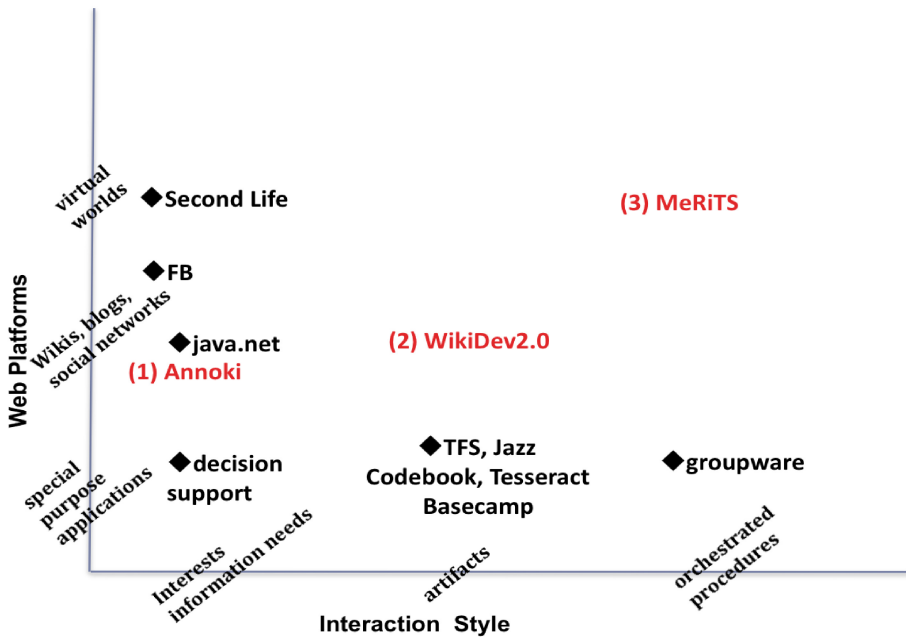 virtual
worlds
Second Life
(3) MeRiTS
FB
Wikis, blogs,
social networks
java.net
(2) WikiDev2.0
(1) Annoki
Web Platforms
TFS, Jazz
Codebook, Tesseract
Basecamp
decision
support
groupware
special
purpose
applications
Interests
information needs
artifacts
orchestrated
procedures
Interaction Style